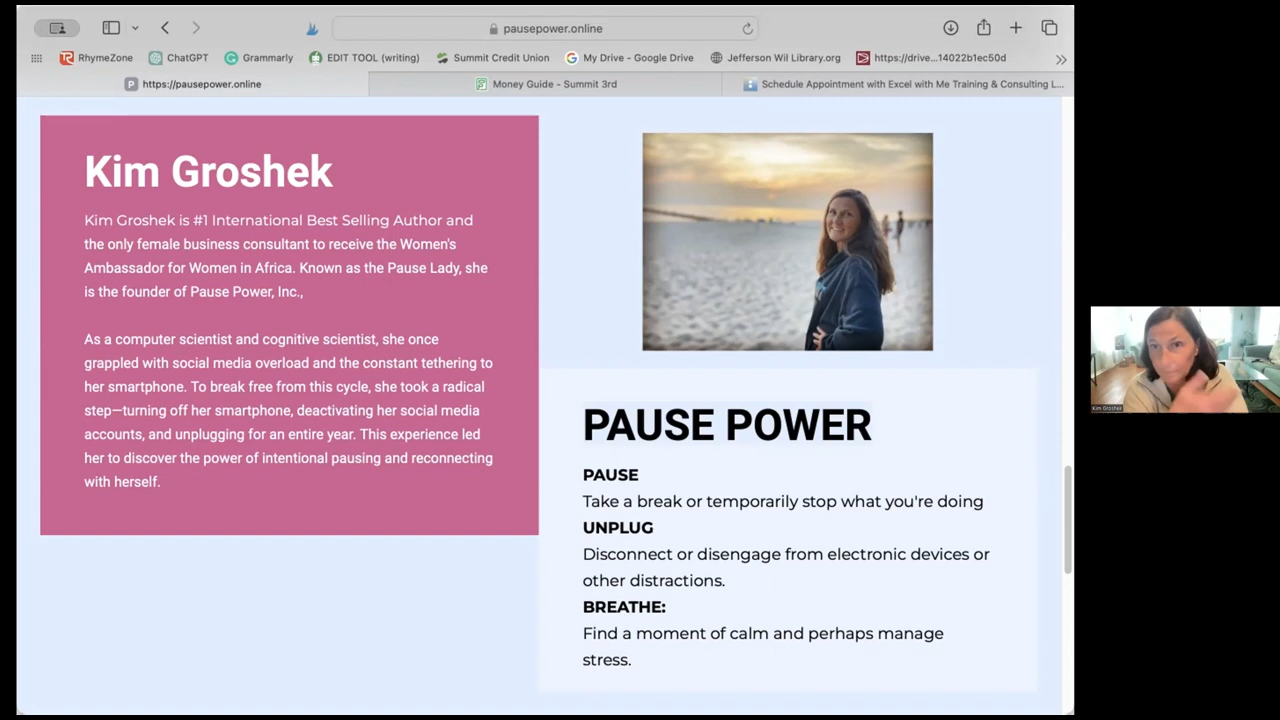 pausepower.online
RhymeZone
ChatGPT
Grammarly
EDIT TOOL (writing)
Summit Credit Union
My Drive - Google Drive
Jefferson Wil Library.org
https://drive...14022b1ec50d
P https://pausepower.online
Money Guide - Summit 3rd
Schedule Appointment with Excel with Me Training & Consulting L...
Kim Groshek
Kim Groshek is #1 International Best Selling Author and
the only female business consultant to receive the Women's
Ambassador for Women in Africa. Known as the Pause Lady, she
is the founder of Pause Power, Inc.,
As a computer scientist and cognitive scientist, she once
grappled with social media overload and the constant tethering to
her smartphone. To break free from this cycle, she took a radical
step—turning off her smartphone, deactivating her social media
accounts, and unplugging for an entire year. This experience led
her to discover the power of intentional pausing and reconnecting
with herself.
PAUSE POWER
PAUSE
Take a break or temporarily stop what you're doing
UNPLUG
Disconnect or disengage from electronic devices or
other distractions.
BREATHE:
Find a moment of calm and perhaps manage
stress.
Kim Groshek